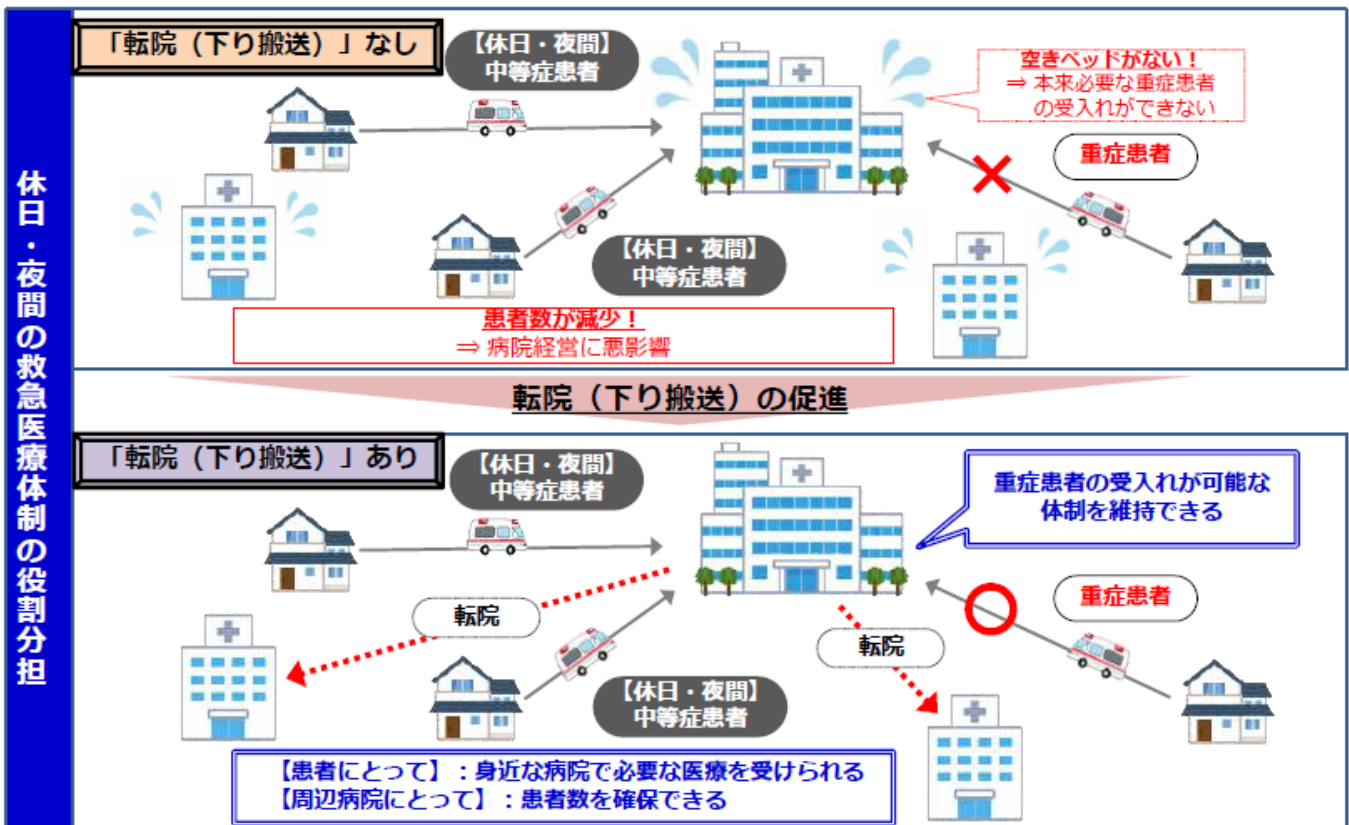 休日・夜間の救急医療体制の役割分担
「転院（下り搬送）」なし
【休日・夜間】
中等症患者
空きベッドがない！
⇒ 本来必要な重症患者
の受入れができない
重症患者
【休日・夜間】
中等症患者
患者数が減少！
⇒ 病院経営に悪影響
転院（下り搬送）の促進
「転院（下り搬送）」あり
【休日・夜間】
中等症患者
重症患者の受入れが可能な
体制を維持できる
重症患者
転院
転院
【休日・夜間】
中等症患者
【患者にとって】：身近な病院で必要な医療を受けられる
【周辺病院にとって】：患者数を確保できる